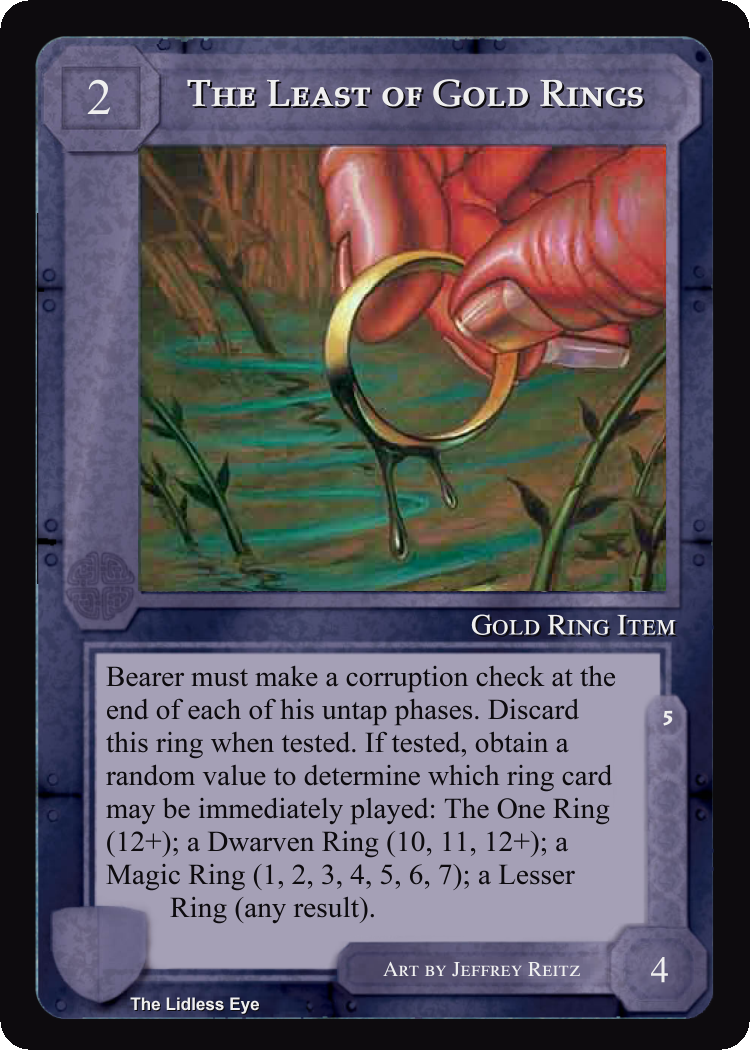 2
The Least of Gold Rings
Gold Ring Item
Bearer must make a corruption check at the
end of each of his untap phases. Discard
this ring when tested. If tested, obtain a
random value to determine which ring card
may be immediately played: The One Ring
(12+); a Dwarven Ring (10, 11, 12+); a
Magic Ring (1, 2, 3, 4, 5, 6, 7); a Lesser
Ring (any result).
5
Art by Jeffrey Reitz
4
The Lidless Eye